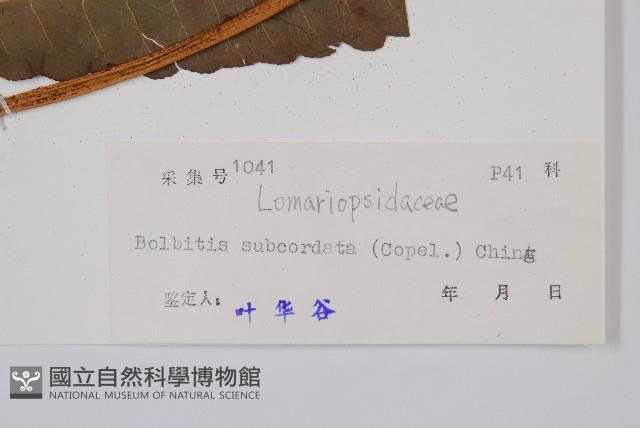 采集号 1041 P41 科
Lomariopsidaceae
Bolbitis subcordata (Copel.) Ching
鉴定人: 叶华谷 年 月 日
國立自然科學博物館
NATIONAL MUSEUM OF NATURAL SCIENCE